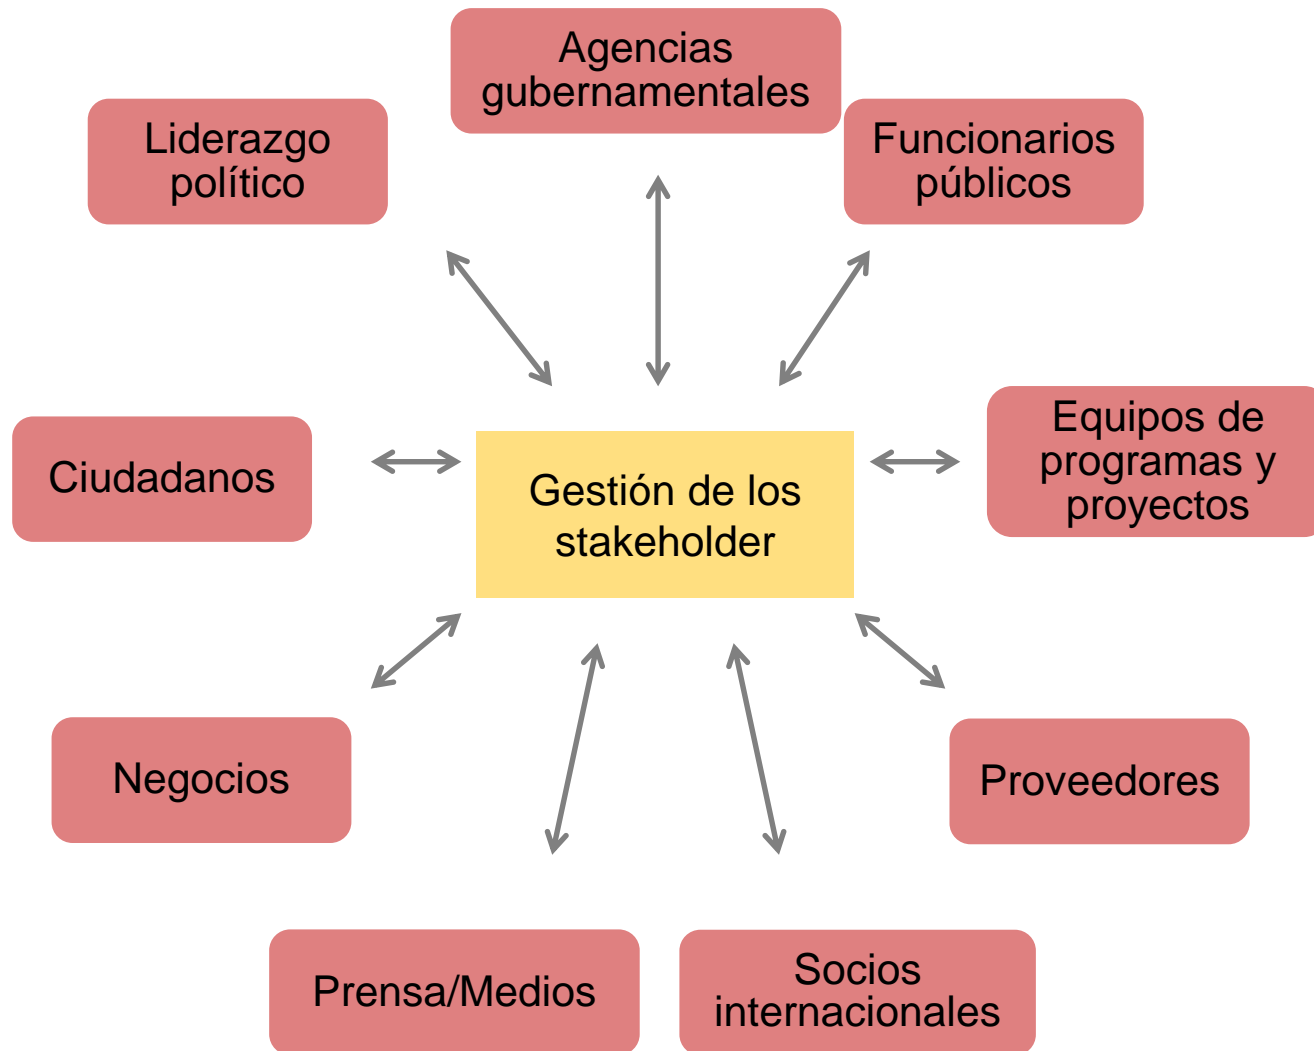 Agencias
gubernamentales
Liderazgo
político
Funcionarios
públicos
Ciudadanos
Gestión de los
stakeholder
Equipos de
programas y
proyectos
Negocios
Proveedores
Prensa/Medios
Socios
internacionales